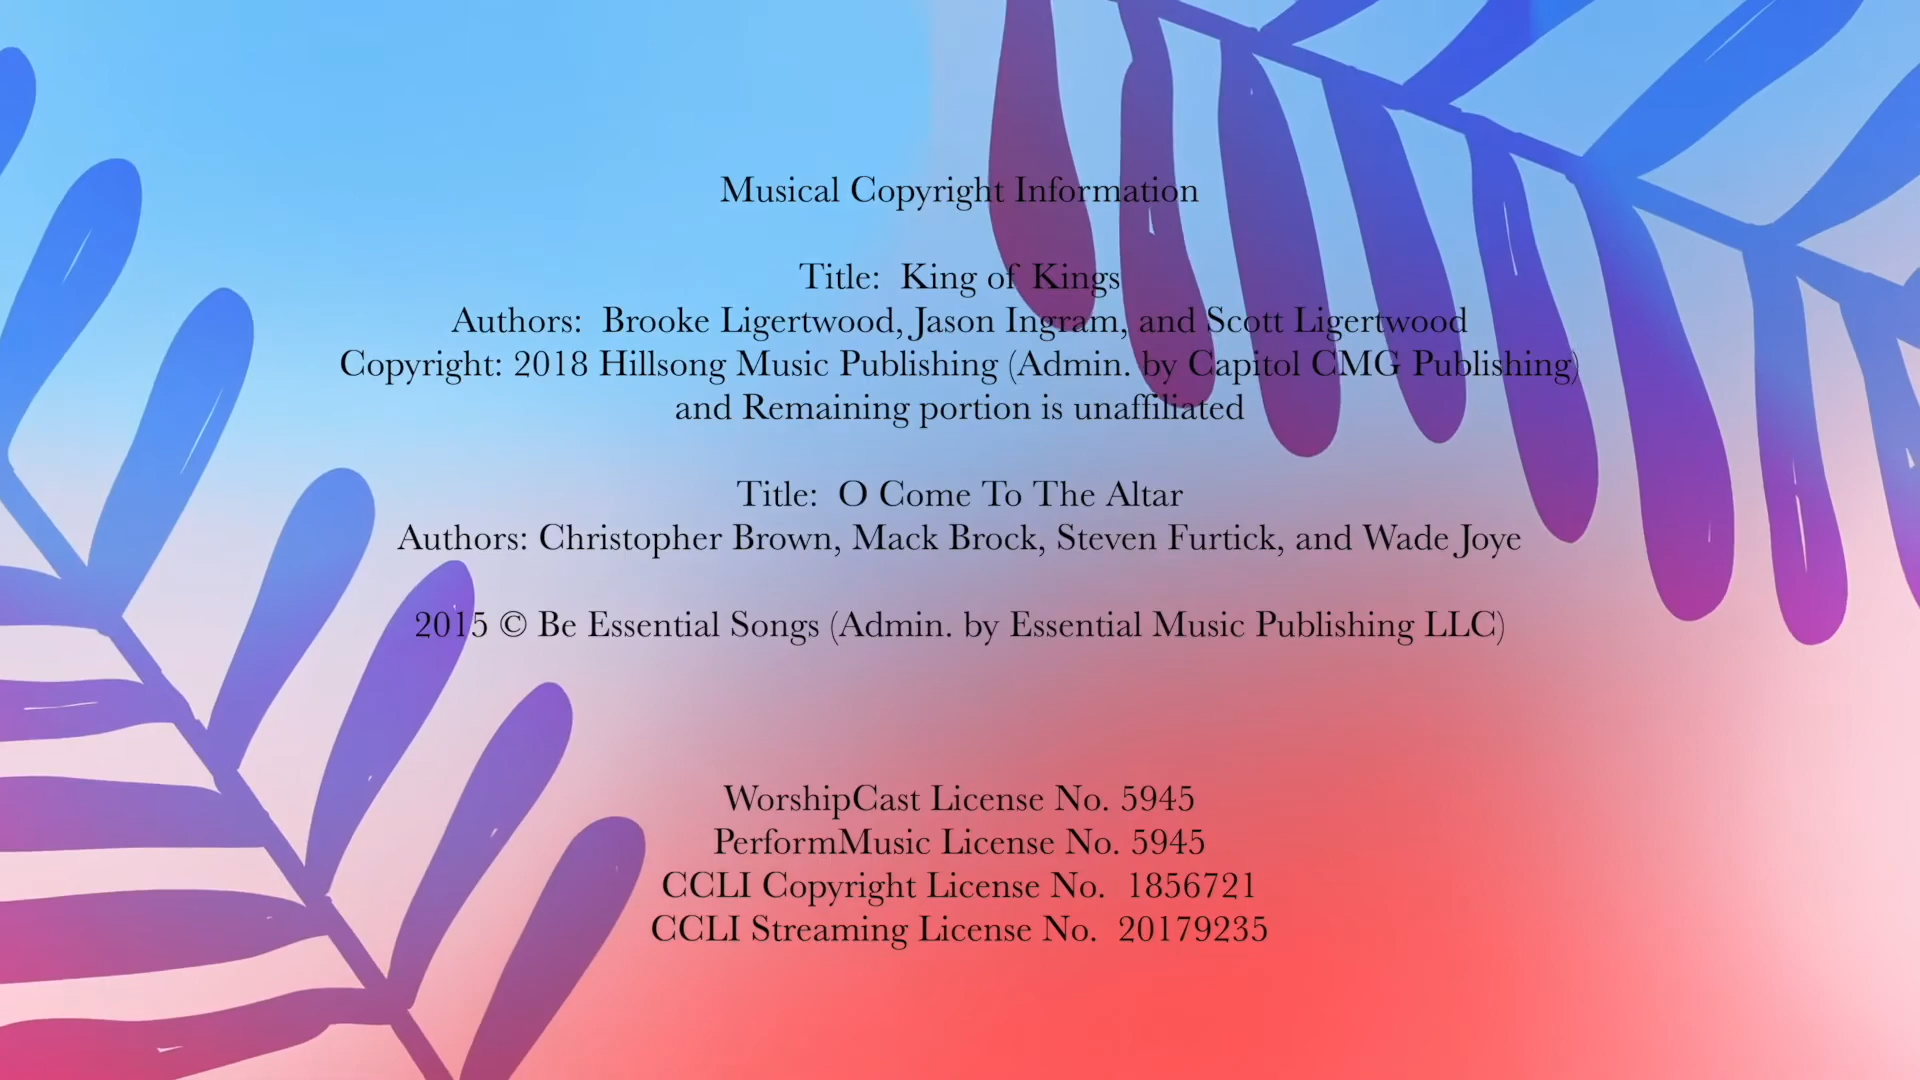 Musical Copyright Information
Title: King of Kings
Authors: Brooke Ligertwood, Jason Ingram, and Scott Ligertwood
Copyright: 2018 Hillsong Music Publishing (Admin. by Capitol CMG Publishing)
and Remaining portion is unaffiliated
Title: O Come To The Altar
Authors: Christopher Brown, Mack Brock, Steven Furtick, and Wade Joye
2015 © Be Essential Songs (Admin. by Essential Music Publishing LLC)
WorshipCast License No. 5945
PerformMusic License No. 5945
CCLI Copyright License No. 1856721
CCLI Streaming License No. 20179235